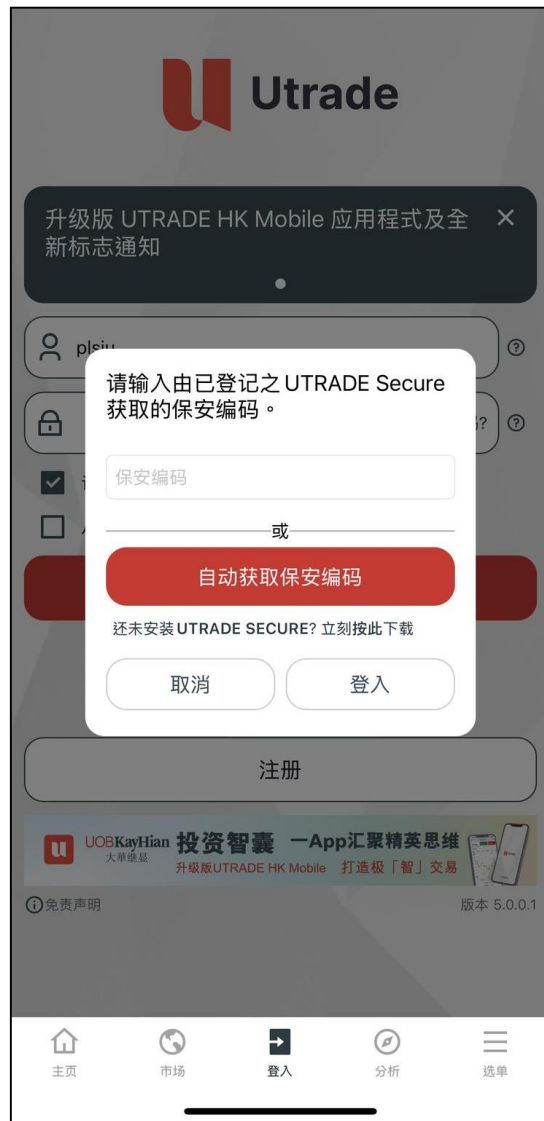 Utrade
升级版 UTRADE HK Mobile 应用程式及全
新标志通知
plsiu
请输入由已登记之 UTRADE Secure
获取的保安编码。
?
保安编码
或
自动获取保安编码
还未安装 UTRADE SECURE? 立刻按此下载
取消
登入
注册
UOBKayHian
大华继显
投资智囊 一App汇聚精英思维
升级版UTRADE HK Mobile 打造极「智」交易
免责声明
版本 5.0.0.1
主页
市场
登入
分析
选单